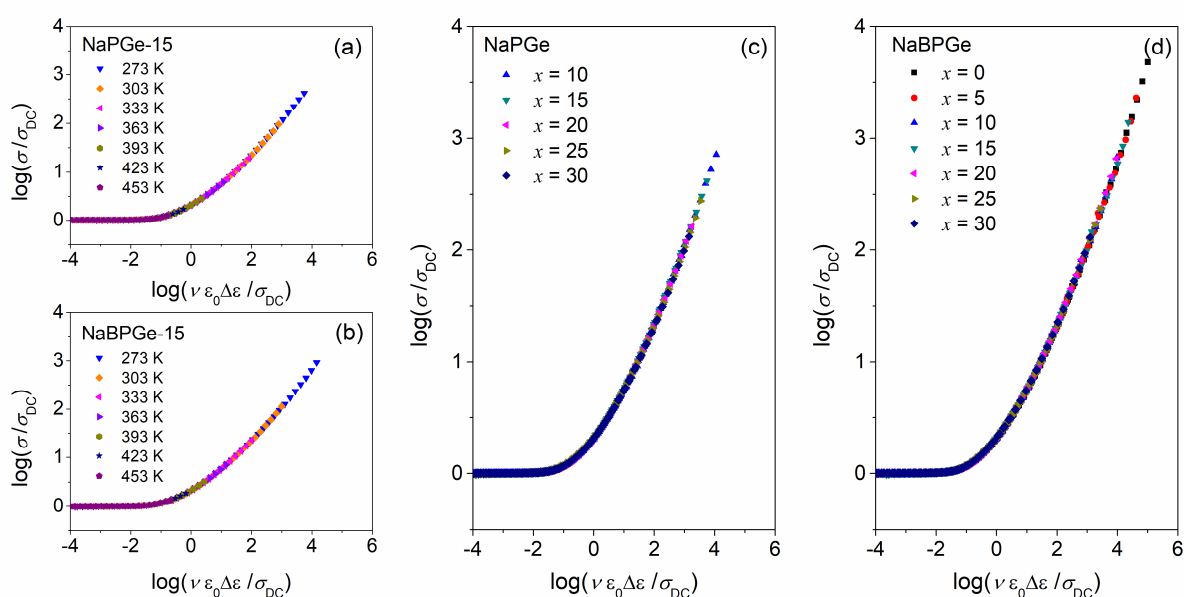 NaPGe-15
(a)
273 K
303 K
333 K
363 K
393 K
423 K
453 K
log(σ/σDC)
4
3
2
1
0
-4 -2 0 2 4 6
log(ν ε0Δε /σDC)
NaBPGe-15
(b)
273 K
303 K
333 K
363 K
393 K
423 K
453 K
log(σ/σDC)
4
3
2
1
0
-4 -2 0 2 4 6
log(ν ε0Δε /σDC)
NaPGe
(c)
x = 10
x = 15
x = 20
x = 25
x = 30
log(σ/σDC)
4
3
2
1
0
-4 -2 0 2 4 6
log(ν ε0Δε /σDC)
NaBPGe
(d)
x = 0
x = 5
x = 10
x = 15
x = 20
x = 25
x = 30
log(σ/σDC)
4
3
2
1
0
-4 -2 0 2 4 6
log(ν ε0Δε /σDC)